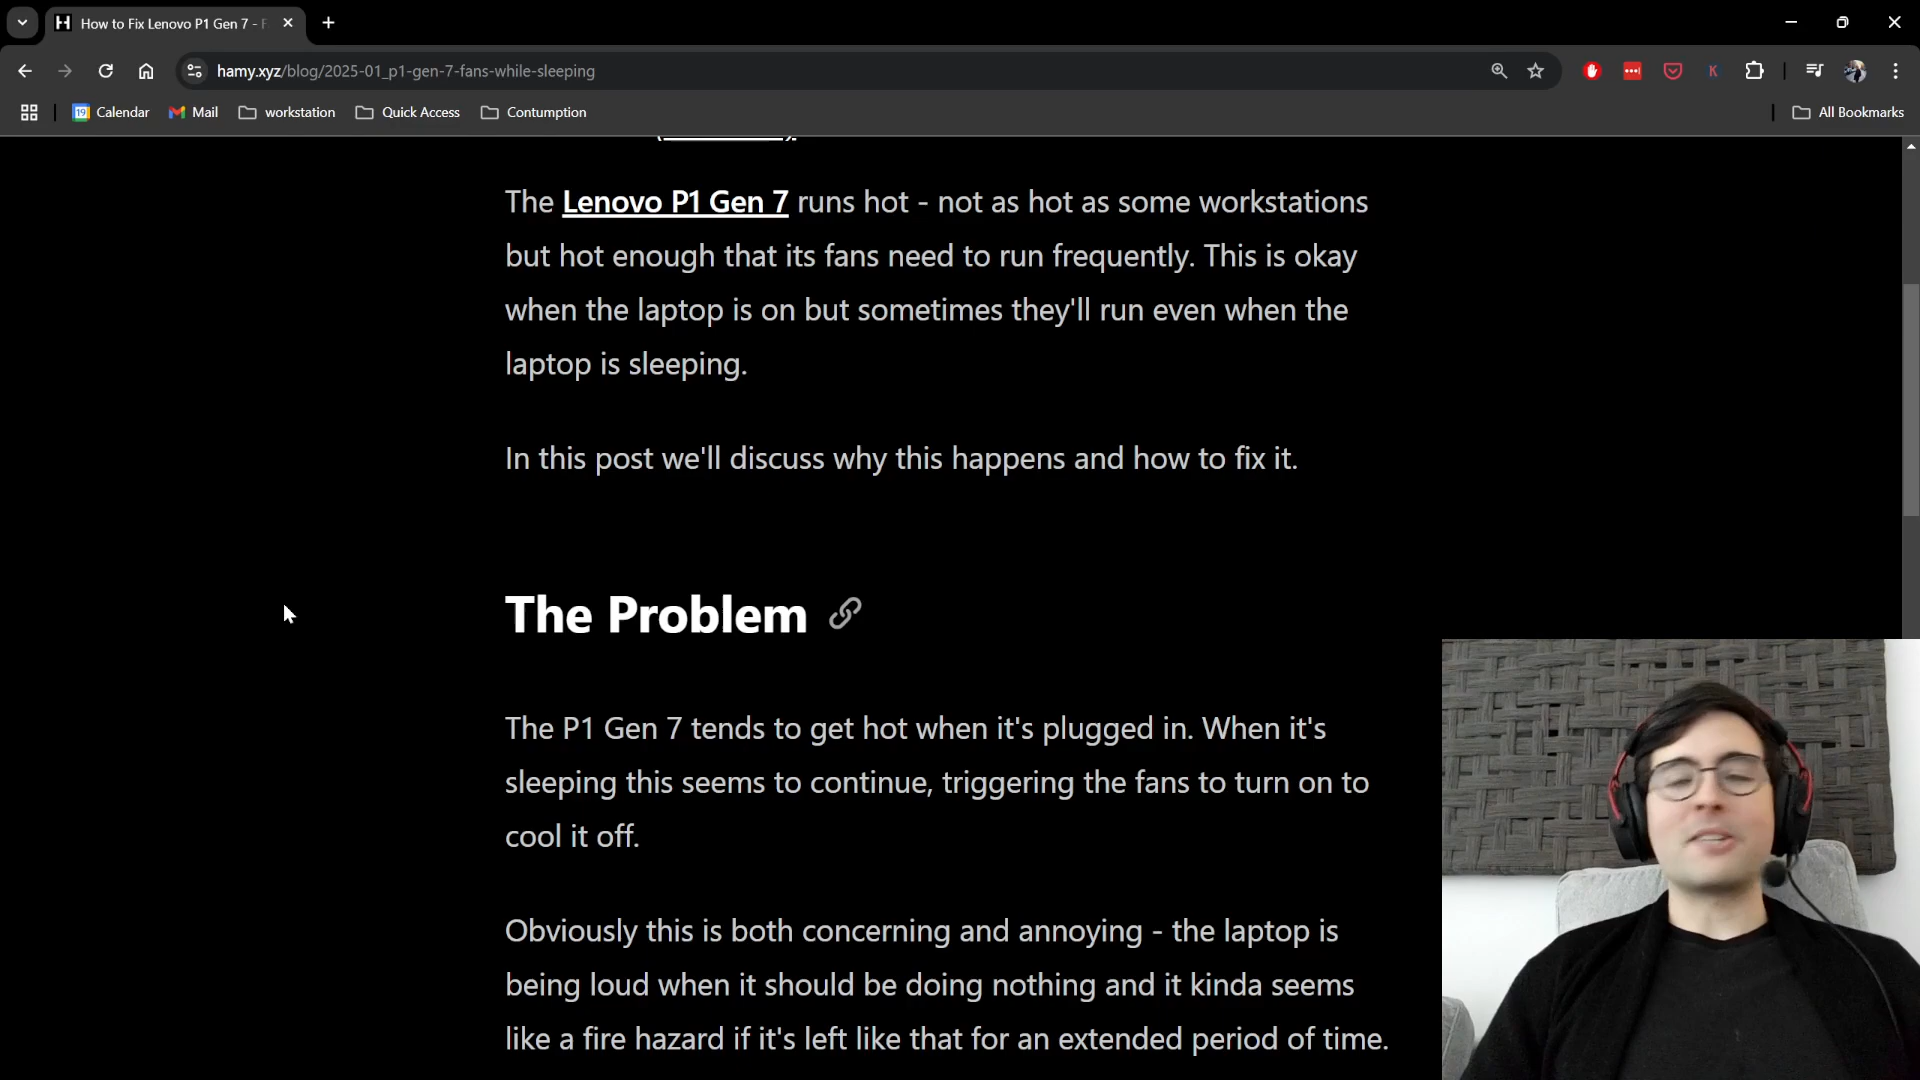 How to Fix Lenovo P1 Gen 7 -
hamy.xyz/blog/2025-01_p1-gen-7-fans-while-sleeping
19 Calendar
Mail
workstation
Quick Access
Contumption
All Bookmarks
The Lenovo P1 Gen 7 runs hot - not as hot as some workstations
but hot enough that its fans need to run frequently. This is okay
when the laptop is on but sometimes they'll run even when the
laptop is sleeping.
In this post we'll discuss why this happens and how to fix it.
The Problem
The P1 Gen 7 tends to get hot when it's plugged in. When it's
sleeping this seems to continue, triggering the fans to turn on to
cool it off.
Obviously this is both concerning and annoying - the laptop is
being loud when it should be doing nothing and it kinda seems
like a fire hazard if it's left like that for an extended period of time.